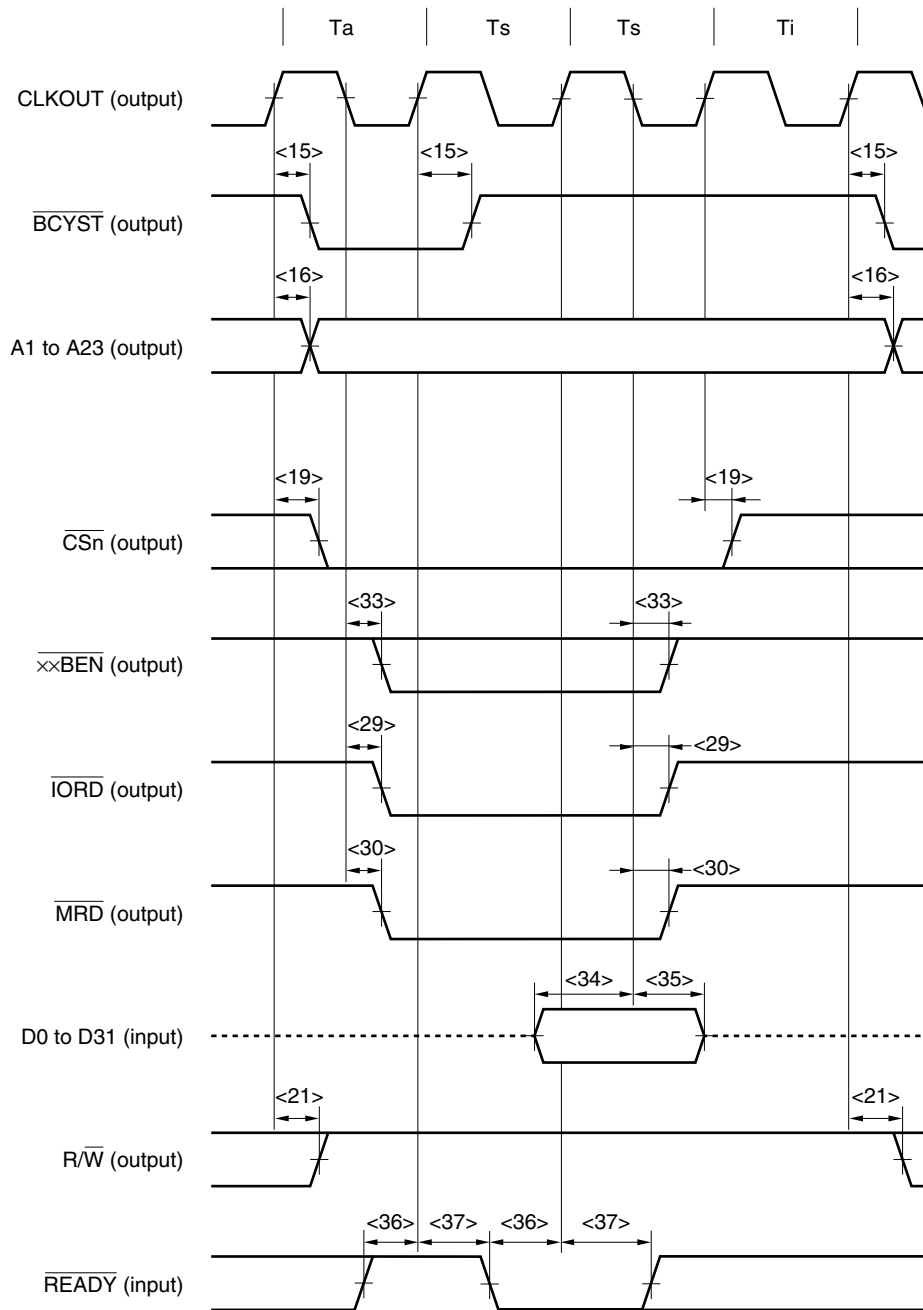 Ta Ts Ts Ti
CLKOUT (output)
<15> <15> <15>
BCYST (output)
<16> <16>
A1 to A23 (output)
<19> <19>
CSn (output)
<33> <33>
××BEN (output)
<29> <29>
IORD (output)
<30> <30>
MRD (output)
<34> <35>
D0 to D31 (input)
<21> <21>
R/W (output)
<36> <37> <36> <37>
READY (input)